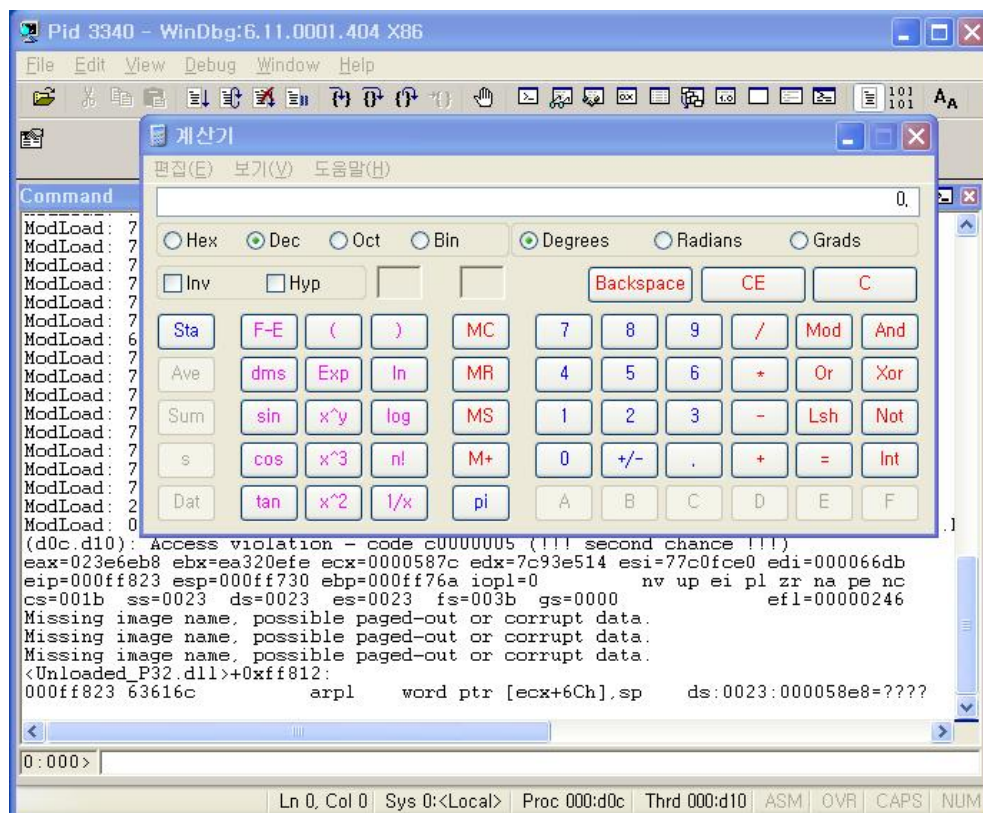 Pid 3340 - WinDbg:6.11.0001.404 X86
File Edit View Debug Window Help
계산기
편집(E) 보기(V) 도움말(H)
Command
0,
ModLoad: 7
ModLoad: 7
ModLoad: 7
ModLoad: 7
ModLoad: 7
ModLoad: 7
ModLoad: 6
ModLoad: 7
ModLoad: 7
ModLoad: 7
ModLoad: 7
ModLoad: 7
ModLoad: 7
ModLoad: 7
ModLoad: 7
ModLoad: 2
ModLoad: 0
Hex Dec Oct Bin Degrees Radians Grads
Inv Hyp Backspace CE C
Sta F-E ( ) MC 7 8 9 / Mod And
Ave dms Exp ln MR 4 5 6 * Or Xor
Sum sin x^y log MS 1 2 3 - Lsh Not
s cos x^3 n! M+ 0 +/- , + = Int
Dat tan x^2 1/x pi A B C D E F
(d0c.d10): Access violation - code c0000005 (!!! second chance !!!)
eax=023e6eb8 ebx=ea320efe ecx=0000587c edx=7c93e514 esi=77c0fce0 edi=000066db
eip=000ff823 esp=000ff730 ebp=000ff76a iopl=0 nv up ei pl zr na pe nc
cs=001b ss=0023 ds=0023 es=0023 fs=003b gs=0000 efl=00000246
Missing image name, possible paged-out or corrupt data.
Missing image name, possible paged-out or corrupt data.
Missing image name, possible paged-out or corrupt data.
<Unloaded_P32.dll>+0xff812:
000ff823 63616c arpl word ptr [ecx+6Ch],sp ds:0023:000058e8=????
0:000>
Ln 0, Col 0 Sys 0:<Local> Proc 000:d0c Thrd 000:d10 ASM OVR CAPS NUM